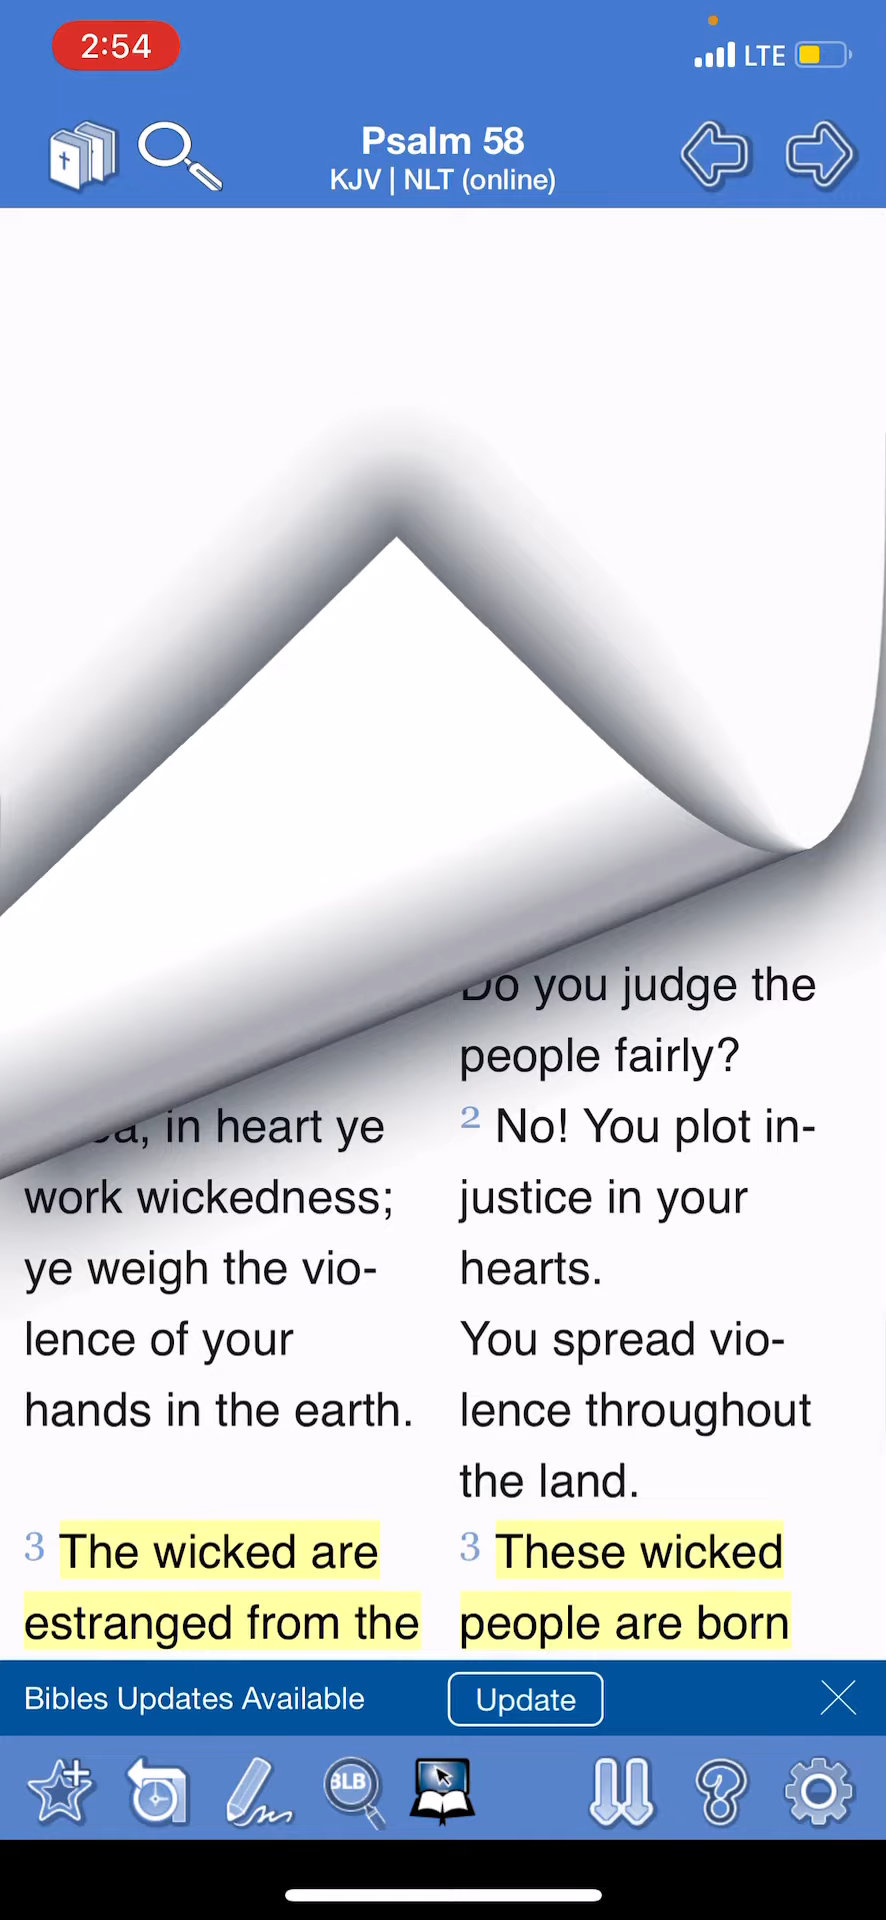 2:54
LTE
Psalm 58
KJV | NLT (online)
in heart ye
work wickedness;
ye weigh the vio-
lence of your
hands in the earth.
3 The wicked are
estranged from the
Do you judge the
people fairly?
2 No! You plot in-
justice in your
hearts.
You spread vio-
lence throughout
the land.
3 These wicked
people are born
Bibles Updates Available
Update
BLB